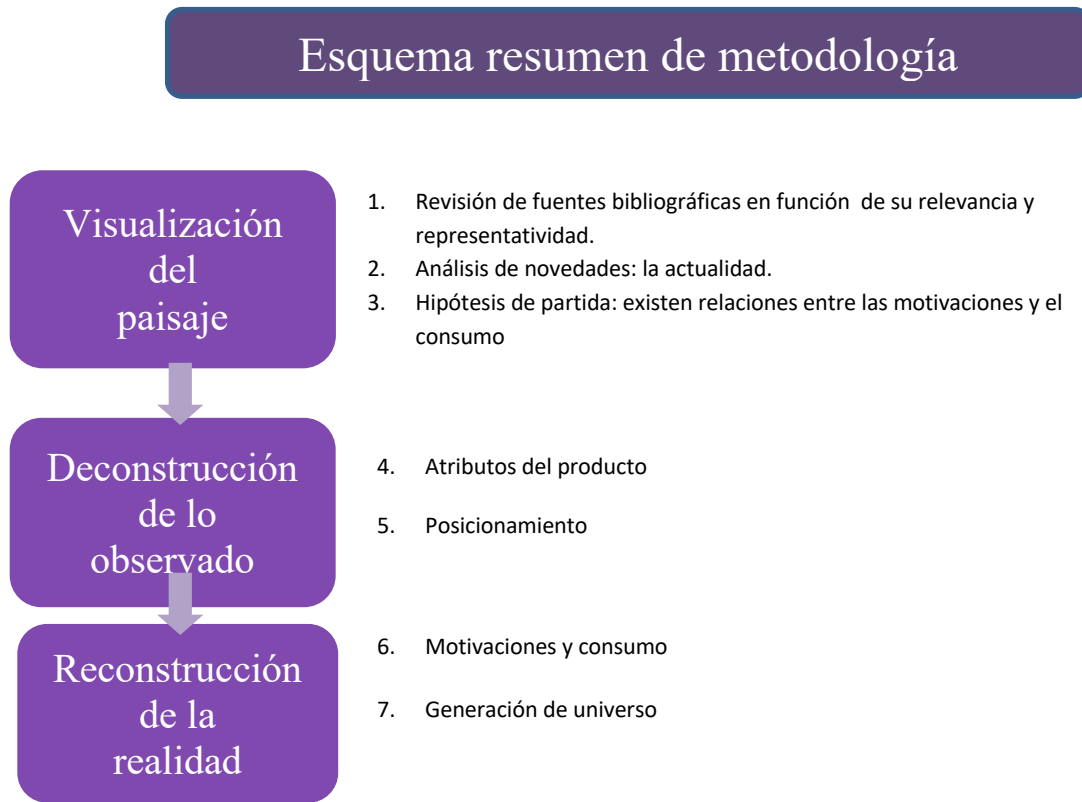 Esquema resumen de metodología
Visualización
del
paisaje
1. Revisión de fuentes bibliográficas en función de su relevancia y
representatividad.
2. Análisis de novedades: la actualidad.
3. Hipótesis de partida: existen relaciones entre las motivaciones y el
consumo
Deconstrucción
de lo
observado
4. Atributos del producto
5. Posicionamiento
Reconstrucción
de la
realidad
6. Motivaciones y consumo
7. Generación de universo